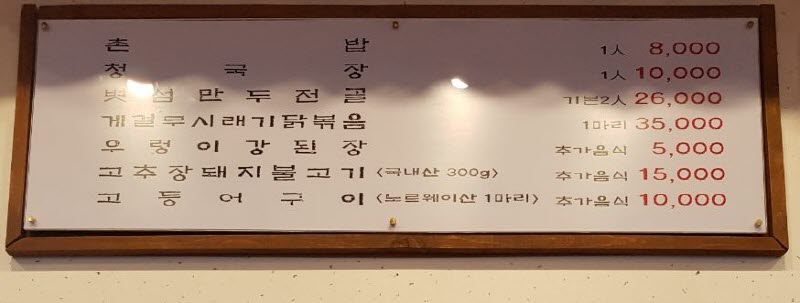 촌밥 1人 8,000
청국장 1人 10,000
볏섬만두전골 기본2人 26,000
게걸무시래기닭볶음 1마리 35,000
우렁이강된장 추가음식 5,000
고추장돼지불고기 <국내산 300g> 추가음식 15,000
고등어구이 <노르웨이산 1마리> 추가음식 10,000